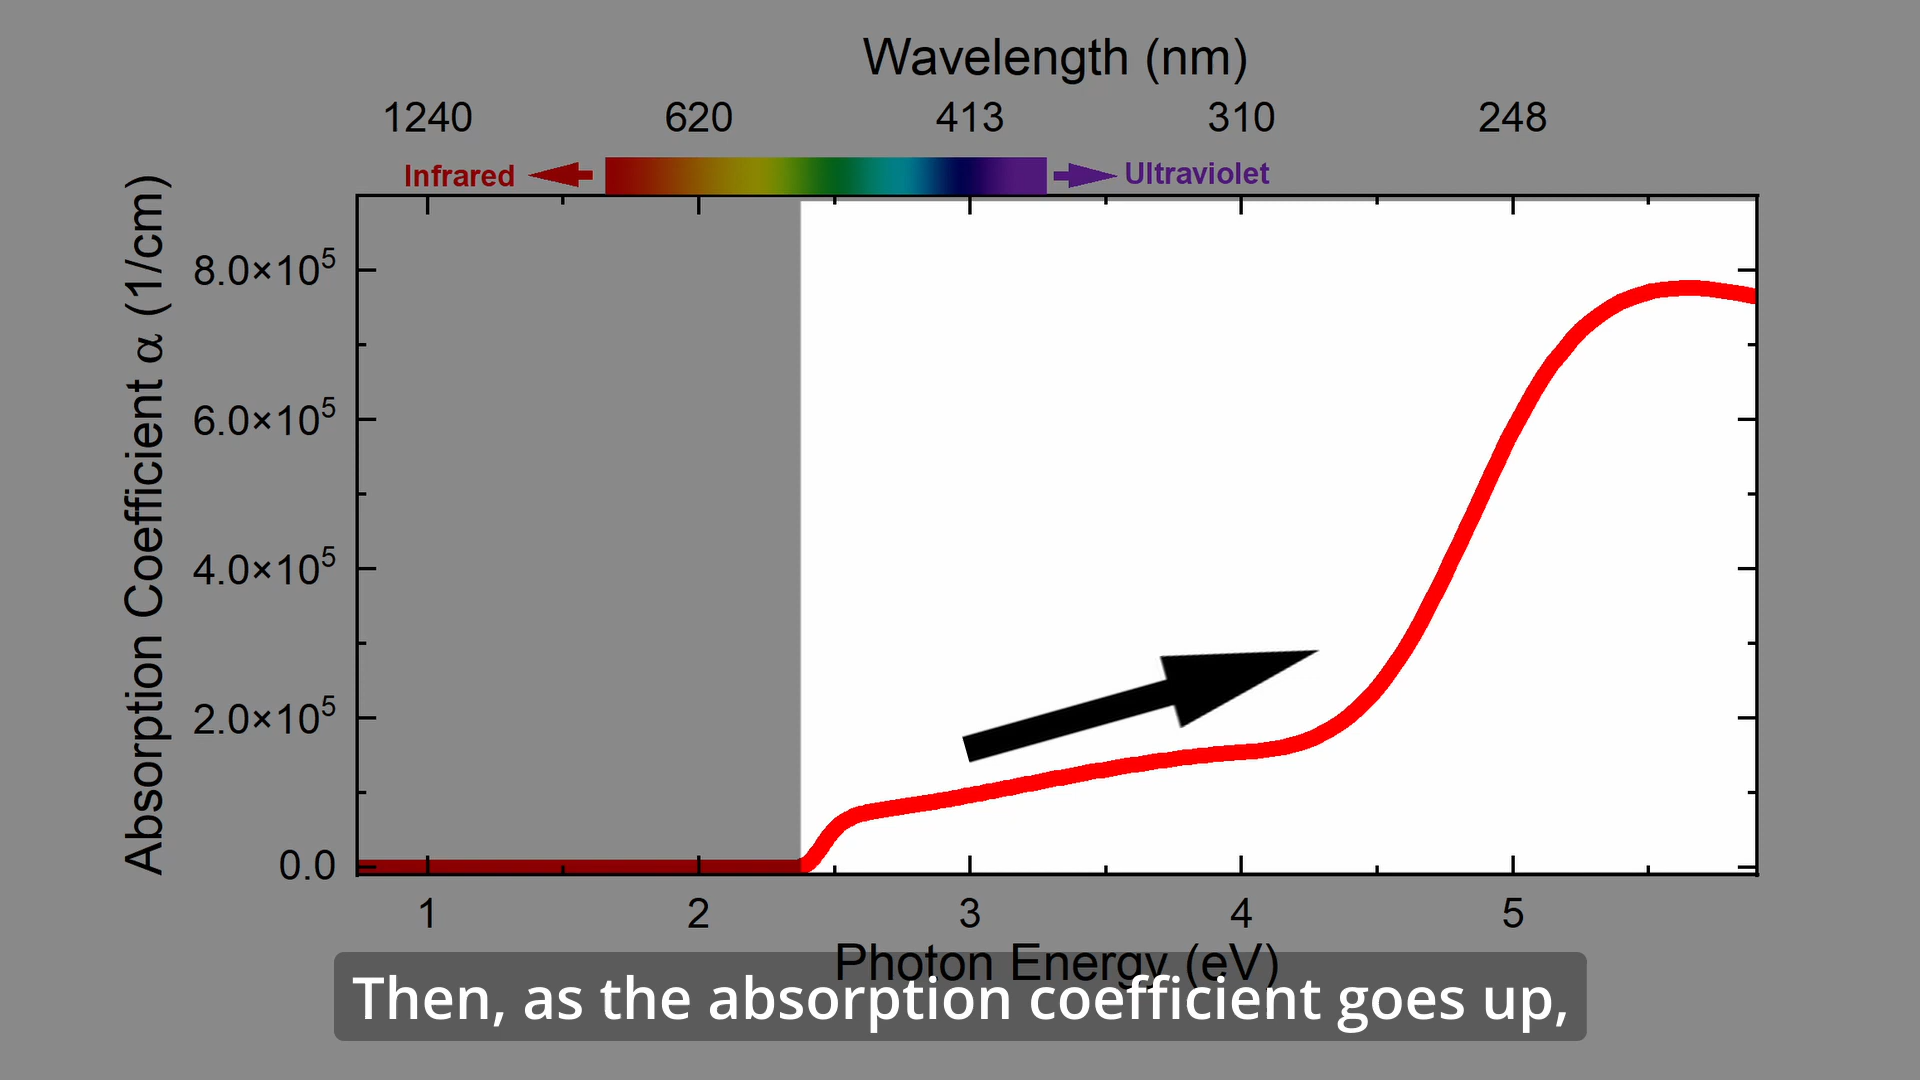 Wavelength (nm)
1240 620 413 310 248
Infrared Ultraviolet
Absorption Coefficient α (1/cm)
8.0×10⁵
6.0×10⁵
4.0×10⁵
2.0×10⁵
0.0
1 2 3 4 5
Photon Energy (eV)
Then, as the absorption coefficient goes up,